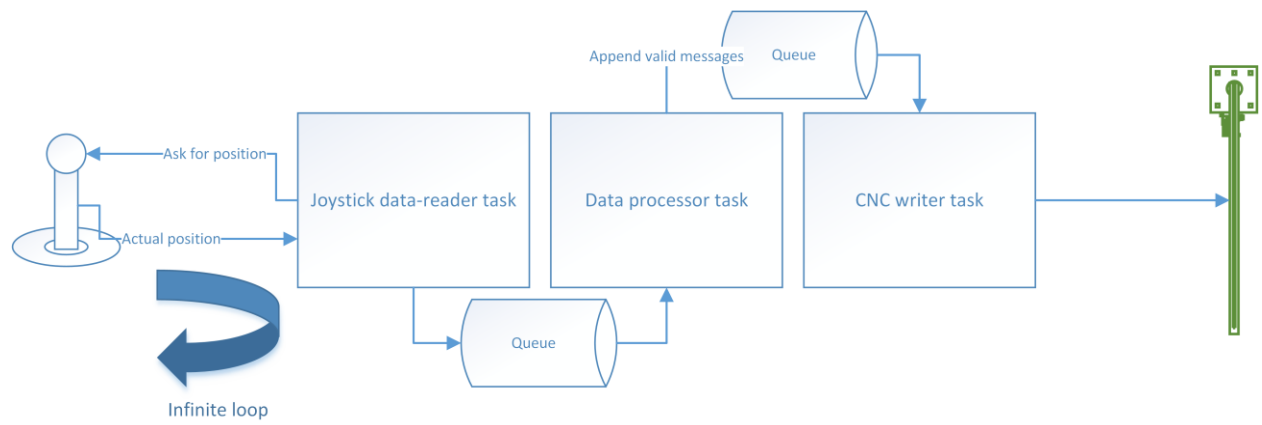 Append valid messages
Queue
Ask for position
Joystick data-reader task
Data processor task
CNC writer task
Actual position
Queue
Infinite loop